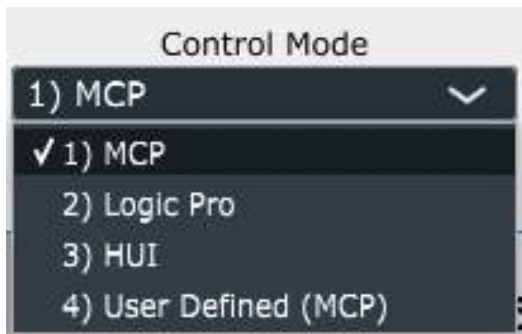 Control Mode
1) MCP
✓ 1) MCP
2) Logic Pro
3) HUI
4) User Defined (MCP)